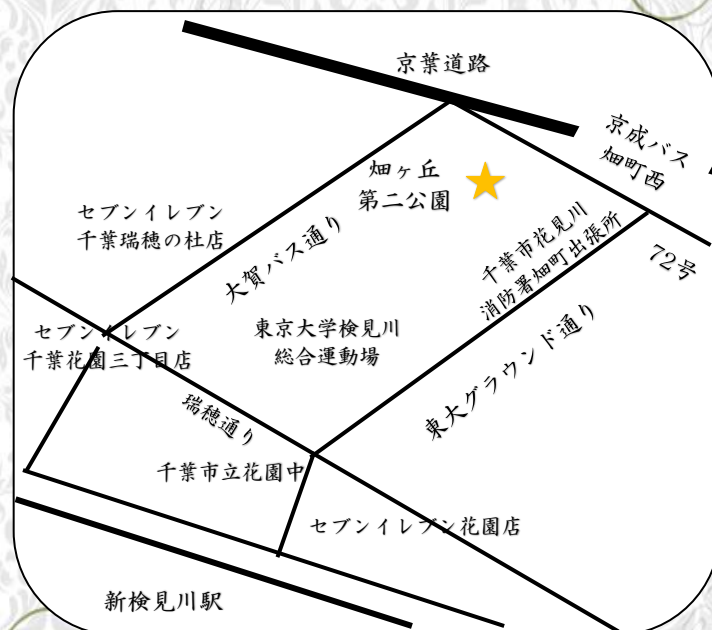 京葉道路
京成バス
畑町西
畑ヶ丘
第二公園
セブンイレブン
千葉瑞穂の杜店
大賀バス通り
千葉市花見川
消防署畑町出張所
72号
セブンイレブン
千葉花園三丁目店
東京大学検見川
総合運動場
東大グラウンド通り
瑞穂通り
千葉市立花園中
セブンイレブン花園店
新検見川駅